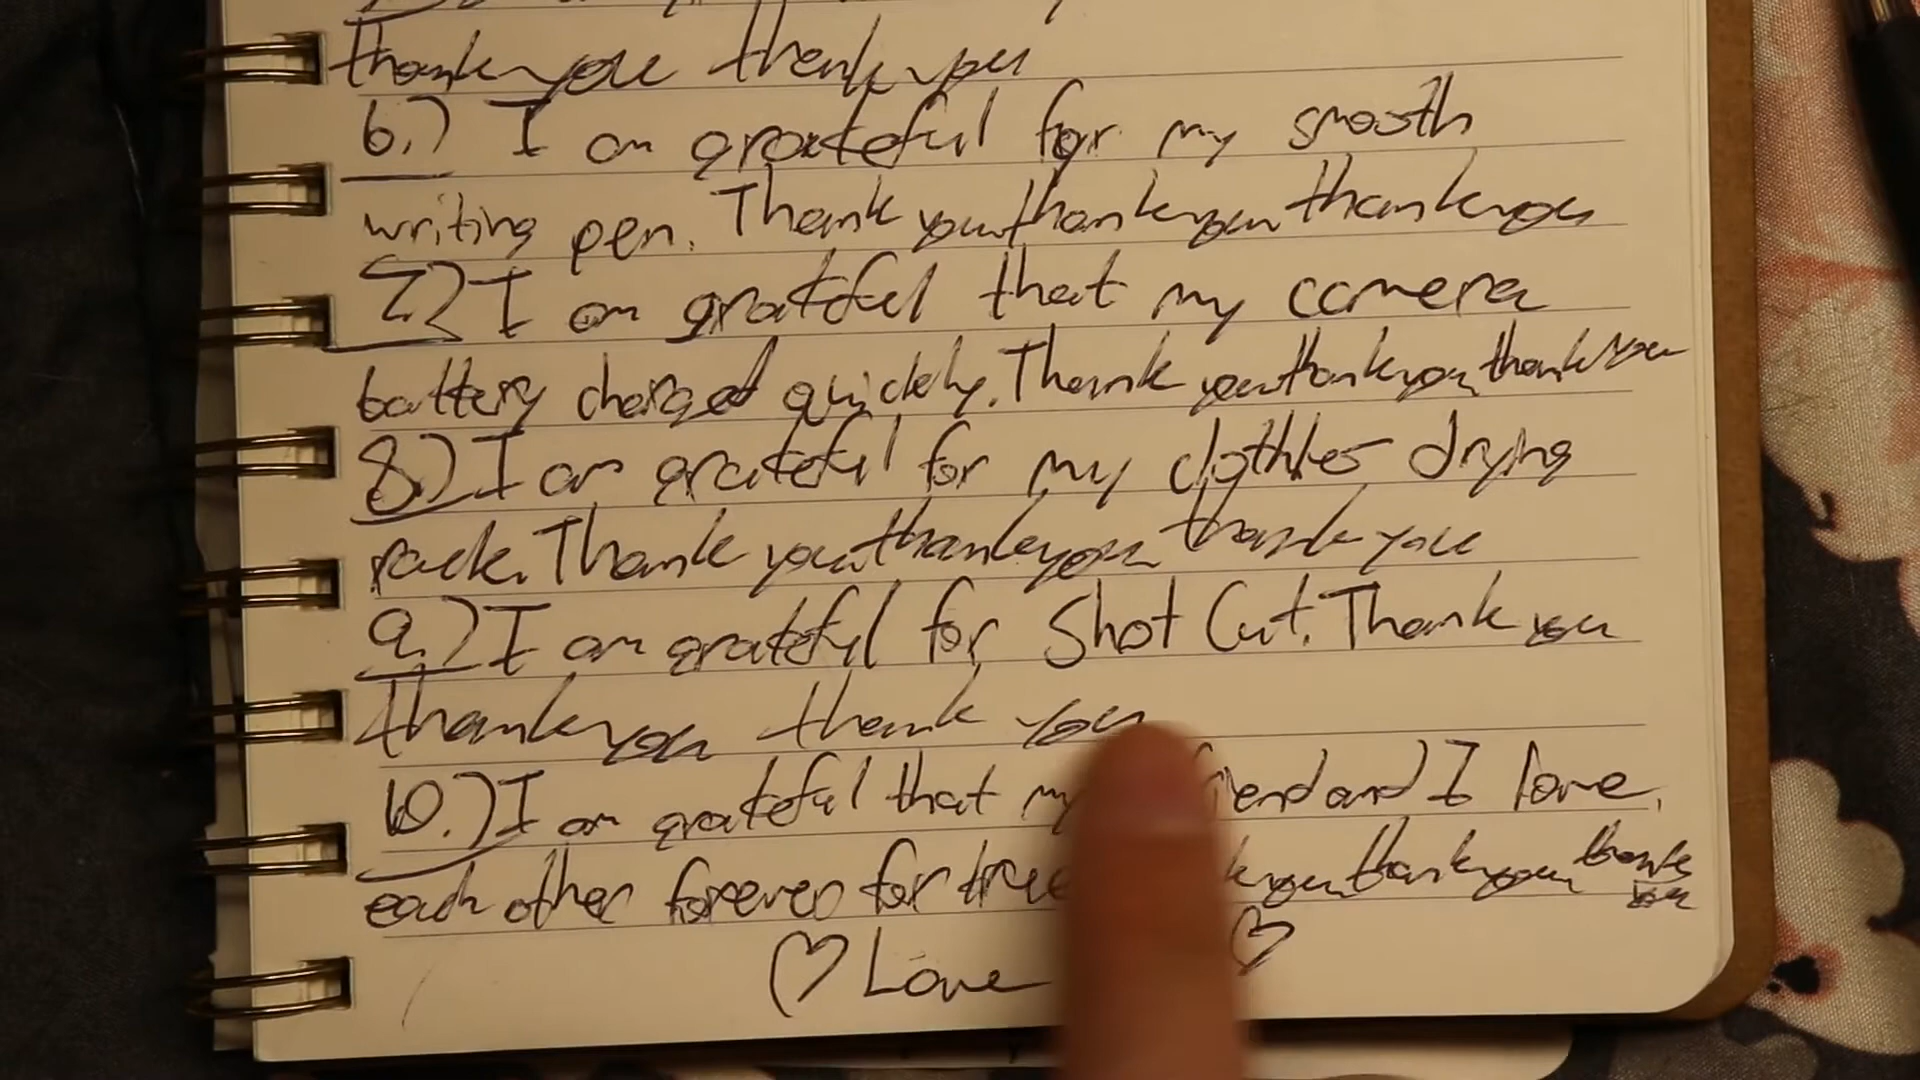 thank you thank you
6.) I am grateful for my smooth
writing pen. Thank you thank you thank you
7.) I am grateful that my camera
battery charged quickly. Thank you thank you thank you
8.) I am grateful for my clothles drying
rack. Thank you thank you thank you
9.) I am grateful for Shot Cut. Thank you
thank you thank you
10.) I am grateful that my and I love
each other forever for you thank you thank
you
♡ Love ♡